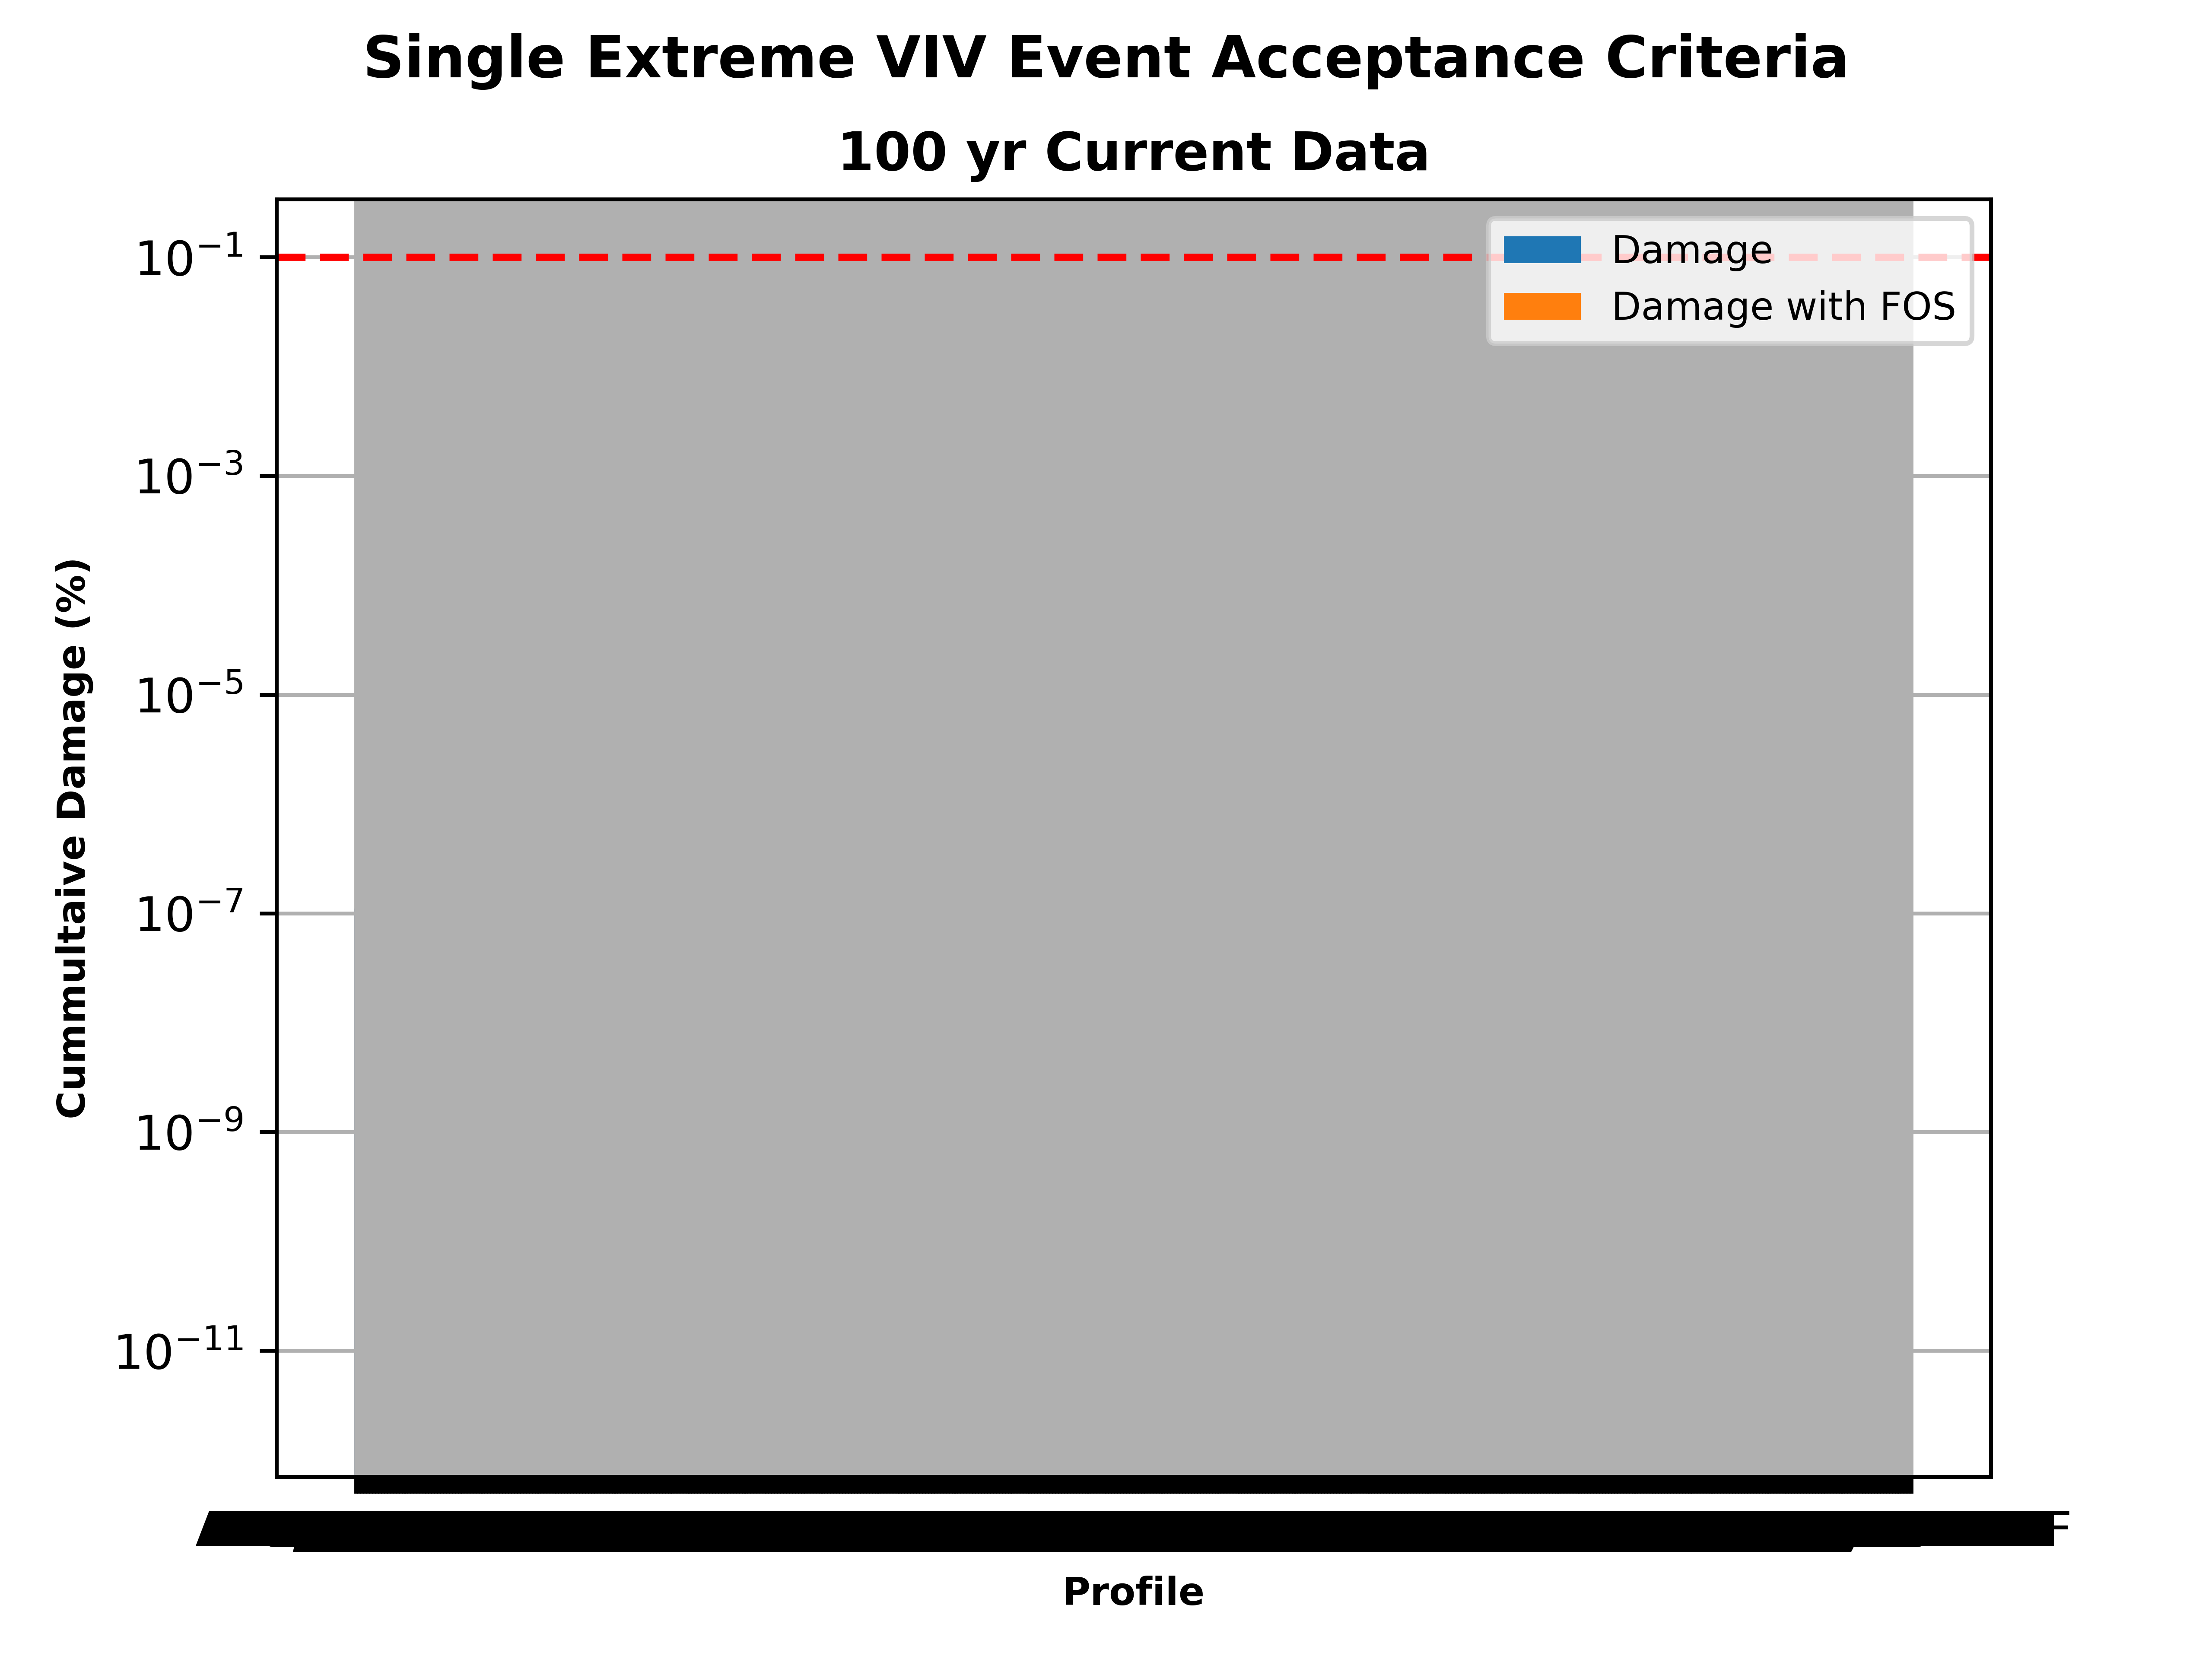 Single Extreme VIV Event Acceptance Criteria
100 yr Current Data
Damage
Damage with FOS
10⁻¹
10⁻³
10⁻⁵
10⁻⁷
10⁻⁹
10⁻¹¹
Cummultaive Damage (%)
Profile